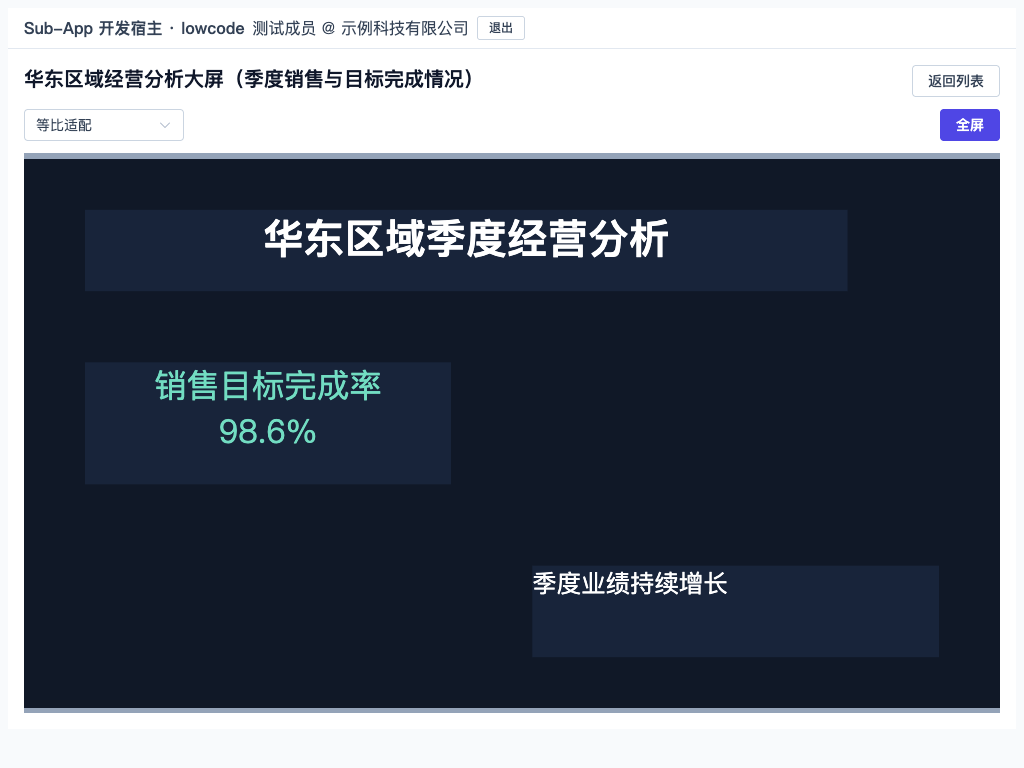 Sub-App 开发宿主 · lowcode 测试成员 @ 示例科技有限公司 退出
华东区域经营分析大屏（季度销售与目标完成情况）
返回列表
等比适配
全屏
华东区域季度经营分析
销售目标完成率
98.6%
季度业绩持续增长